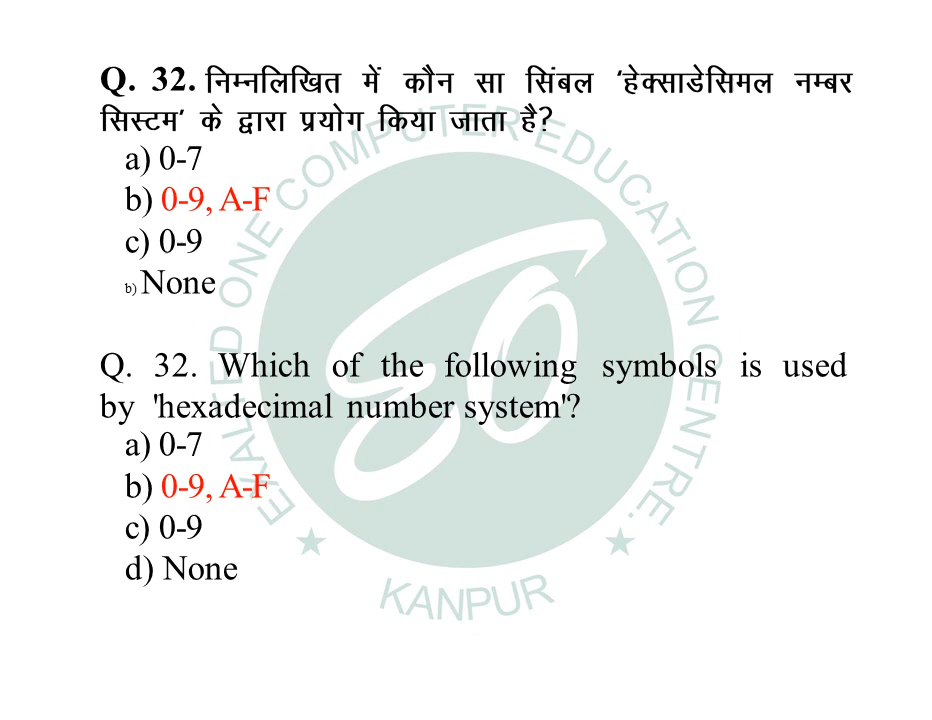 Q. 32. निम्नलिखित में कौन सा सिंबल 'हेक्साडेसिमल नम्बर
सिस्टम' के द्वारा प्रयोग किया जाता है?
a) 0-7
b) 0-9, A-F
c) 0-9
b) None
Q. 32. Which of the following symbols is used
by 'hexadecimal number system'?
a) 0-7
b) 0-9, A-F
c) 0-9
d) None
EXALTED ONE COMPUTER EDUCATION CENTRE.
KANPUR